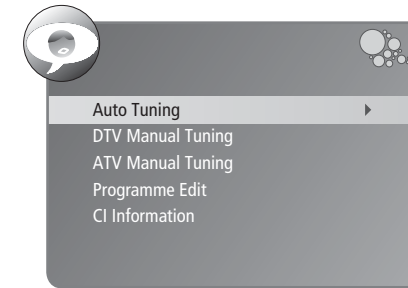 Auto Tuning
DTV Manual Tuning
ATV Manual Tuning
Programme Edit
CI Information